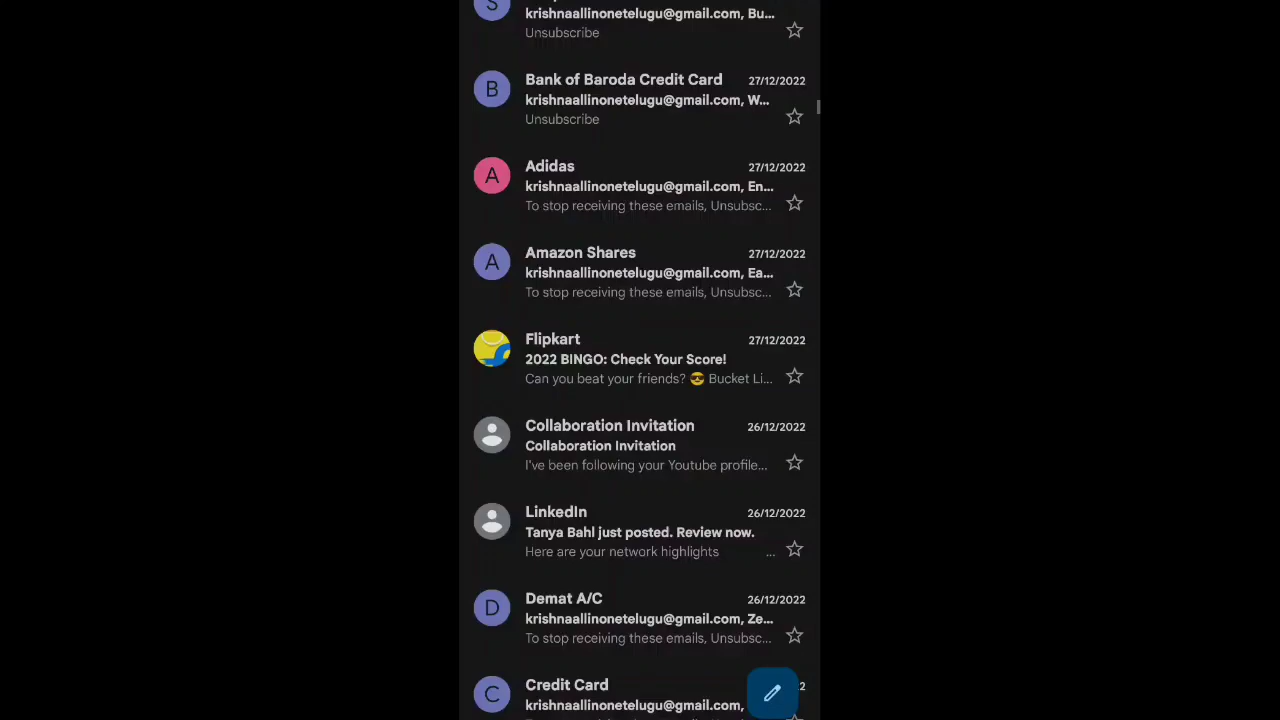 S
krishnaallinonetelugu@gmail.com, Bu...
Unsubscribe
B
Bank of Baroda Credit Card 27/12/2022
krishnaallinonetelugu@gmail.com, W...
Unsubscribe
A
Adidas 27/12/2022
krishnaallinonetelugu@gmail.com, En...
To stop receiving these emails, Unsubsc...
A
Amazon Shares 27/12/2022
krishnaallinonetelugu@gmail.com, Ea...
To stop receiving these emails, Unsubsc...
Flipkart 27/12/2022
2022 BINGO: Check Your Score!
Can you beat your friends? 😎 Bucket Li...
Collaboration Invitation 26/12/2022
Collaboration Invitation
I've been following your Youtube profile...
LinkedIn 26/12/2022
Tanya Bahl just posted. Review now.
Here are your network highlights ...
D
Demat A/C 26/12/2022
krishnaallinonetelugu@gmail.com, Ze...
To stop receiving these emails, Unsubsc...
C
Credit Card 2
krishnaallinonetelugu@gmail.com,